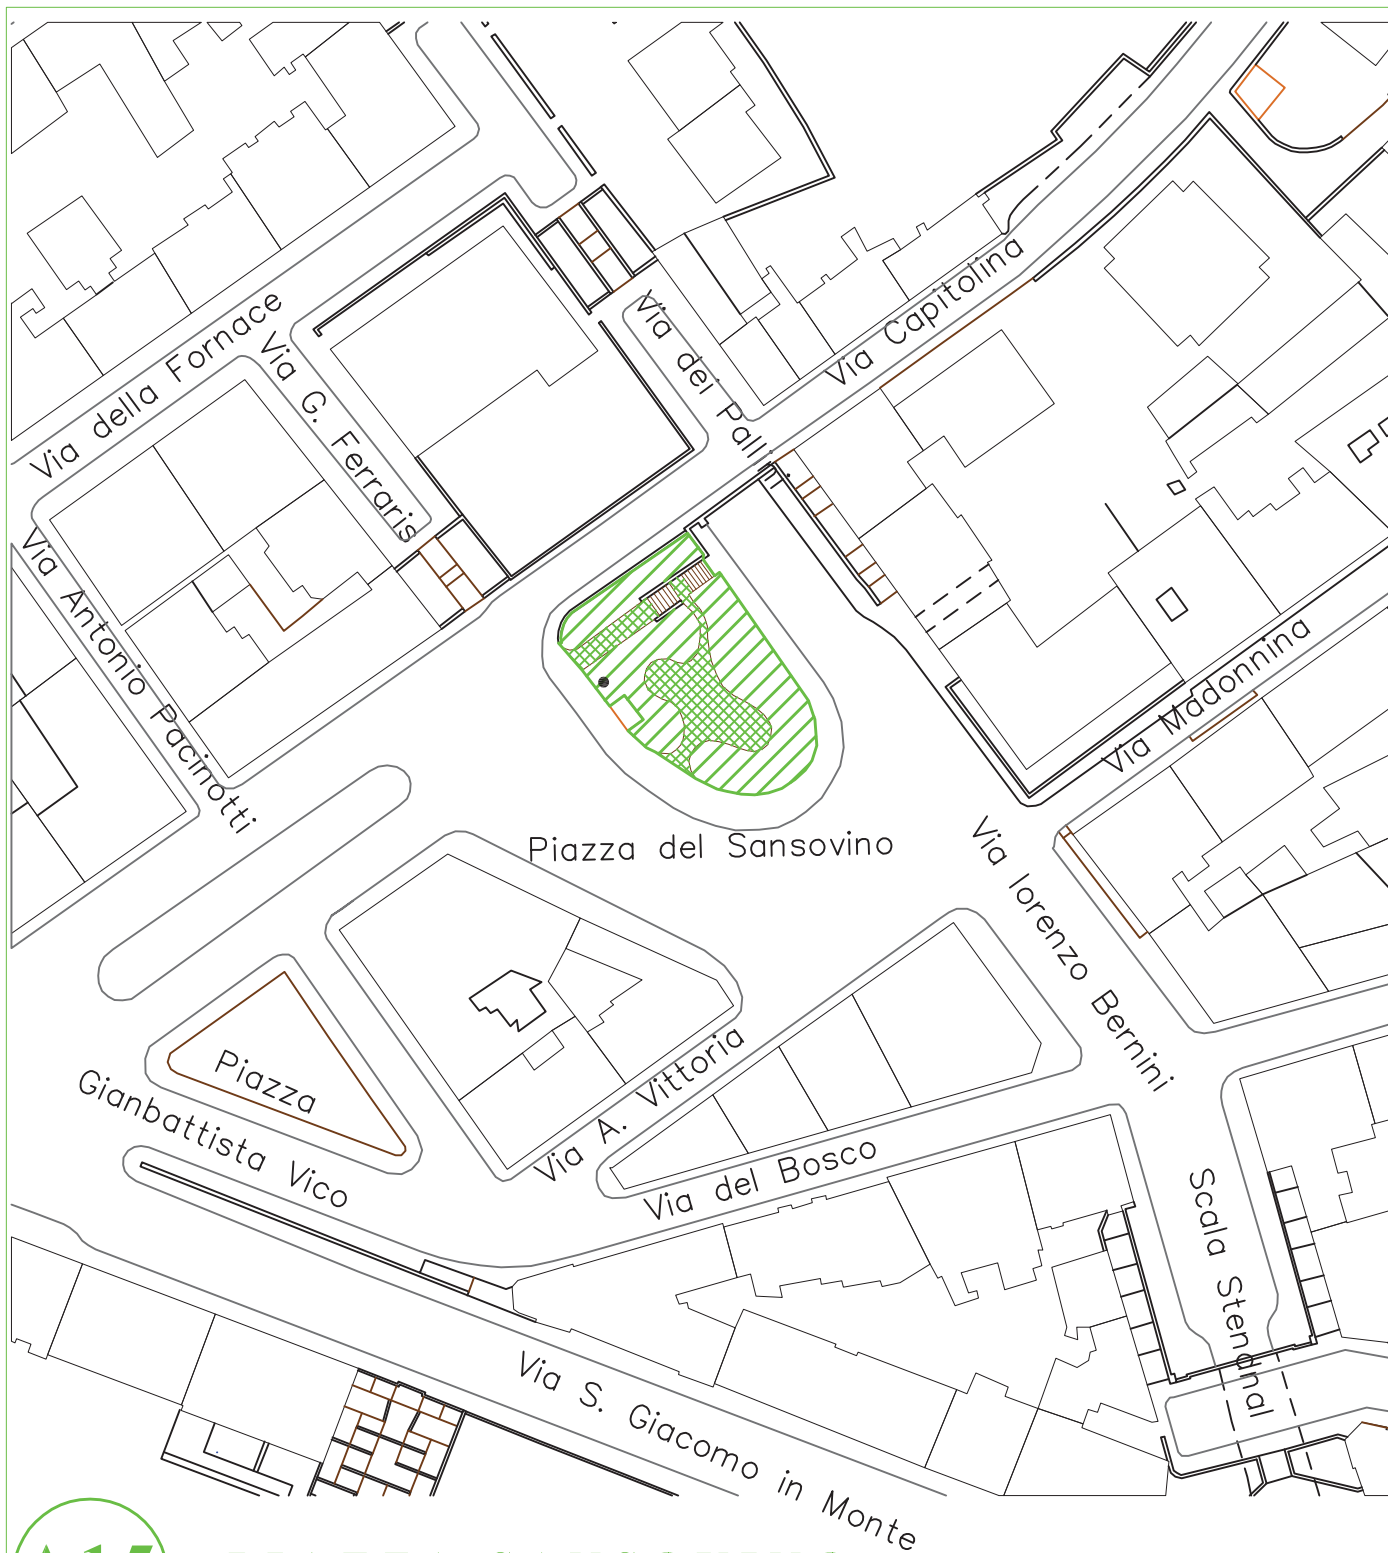 Via della Fornace
Via G. Ferraris
Via dei Pallini
Via Capitolina
Via Antonio Pacinotti
Via Madonnina
Piazza del Sansovino
Via lorenzo Bernini
Piazza
Gianbattista Vico
Via A. Vittoria
Via del Bosco
Scala Stendhal
Via S. Giacomo in Monte